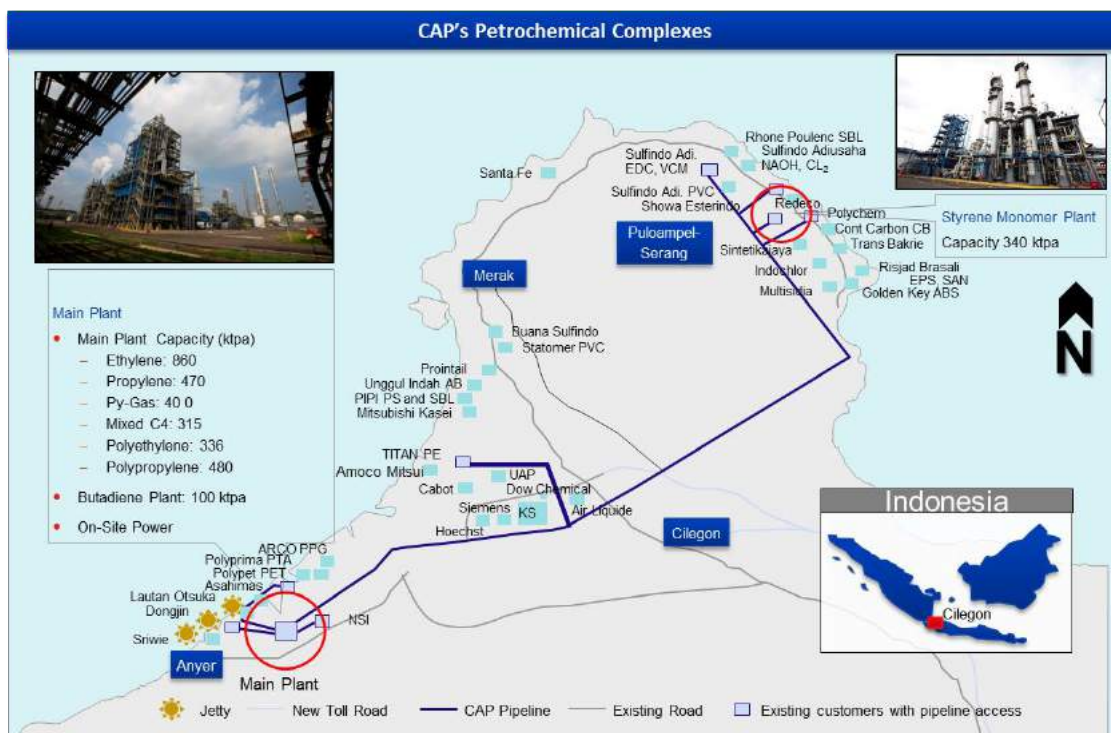 CAP's Petrochemical Complexes
Rhone Poulenc SBL
Sulfindo Adi.
Sulfindo Adiusaha
EDC, VCM
NAOH, CL2
Santa Fe
Sulfindo Adi. PVC
Showa Esterindo
Redeco
Polychem
Cont Carbon CB
Trans Bakrie
Styrene Monomer Plant
Capacity 340 ktpa
Puloampel-
Serang
Sintetikajaya
Indochlor
Risjad Brasali
EPS, SAN
Multisidia
Golden Key ABS
Merak
N
Main Plant
• Main Plant Capacity (ktpa)
– Ethylene: 860
– Propylene: 470
– Py-Gas: 40 0
– Mixed C4: 315
– Polyethylene: 336
– Polypropylene: 480
• Butadiene Plant: 100 ktpa
• On-Site Power
Buana Sulfindo
Statomer PVC
Prointail
Unggul Indah AB
PIPI PS and SBL
Mitsubishi Kasei
TITAN PE
Amoco Mitsui
UAP
Cabot
Dow Chemical
Siemens
KS
Air Liquide
Hoechst
Cilegon
Indonesia
Cilegon
ARCO PPG
Polyprima PTA
Polypet PET
Asahimas
Lautan Otsuka
Dongjin
NSI
Sriwie
Anyer
Main Plant
Jetty
New Toll Road
CAP Pipeline
Existing Road
Existing customers with pipeline access